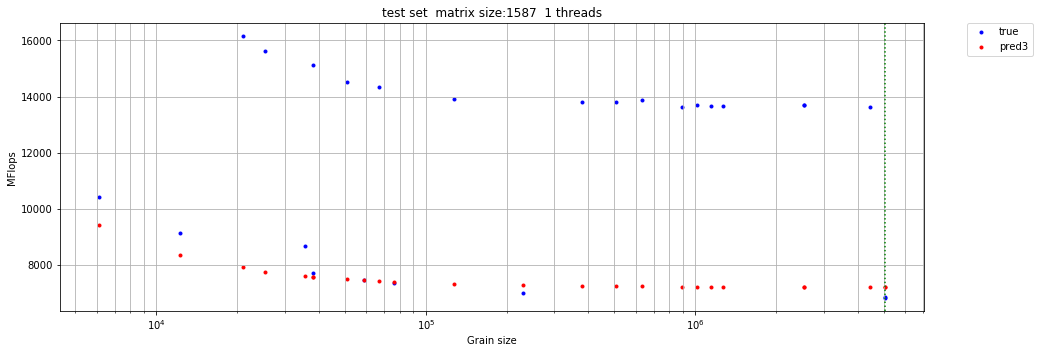 test set  matrix size:1587  1 threads
true
pred3
MFlops
16000
14000
12000
10000
8000
10^4
10^5
10^6
Grain size